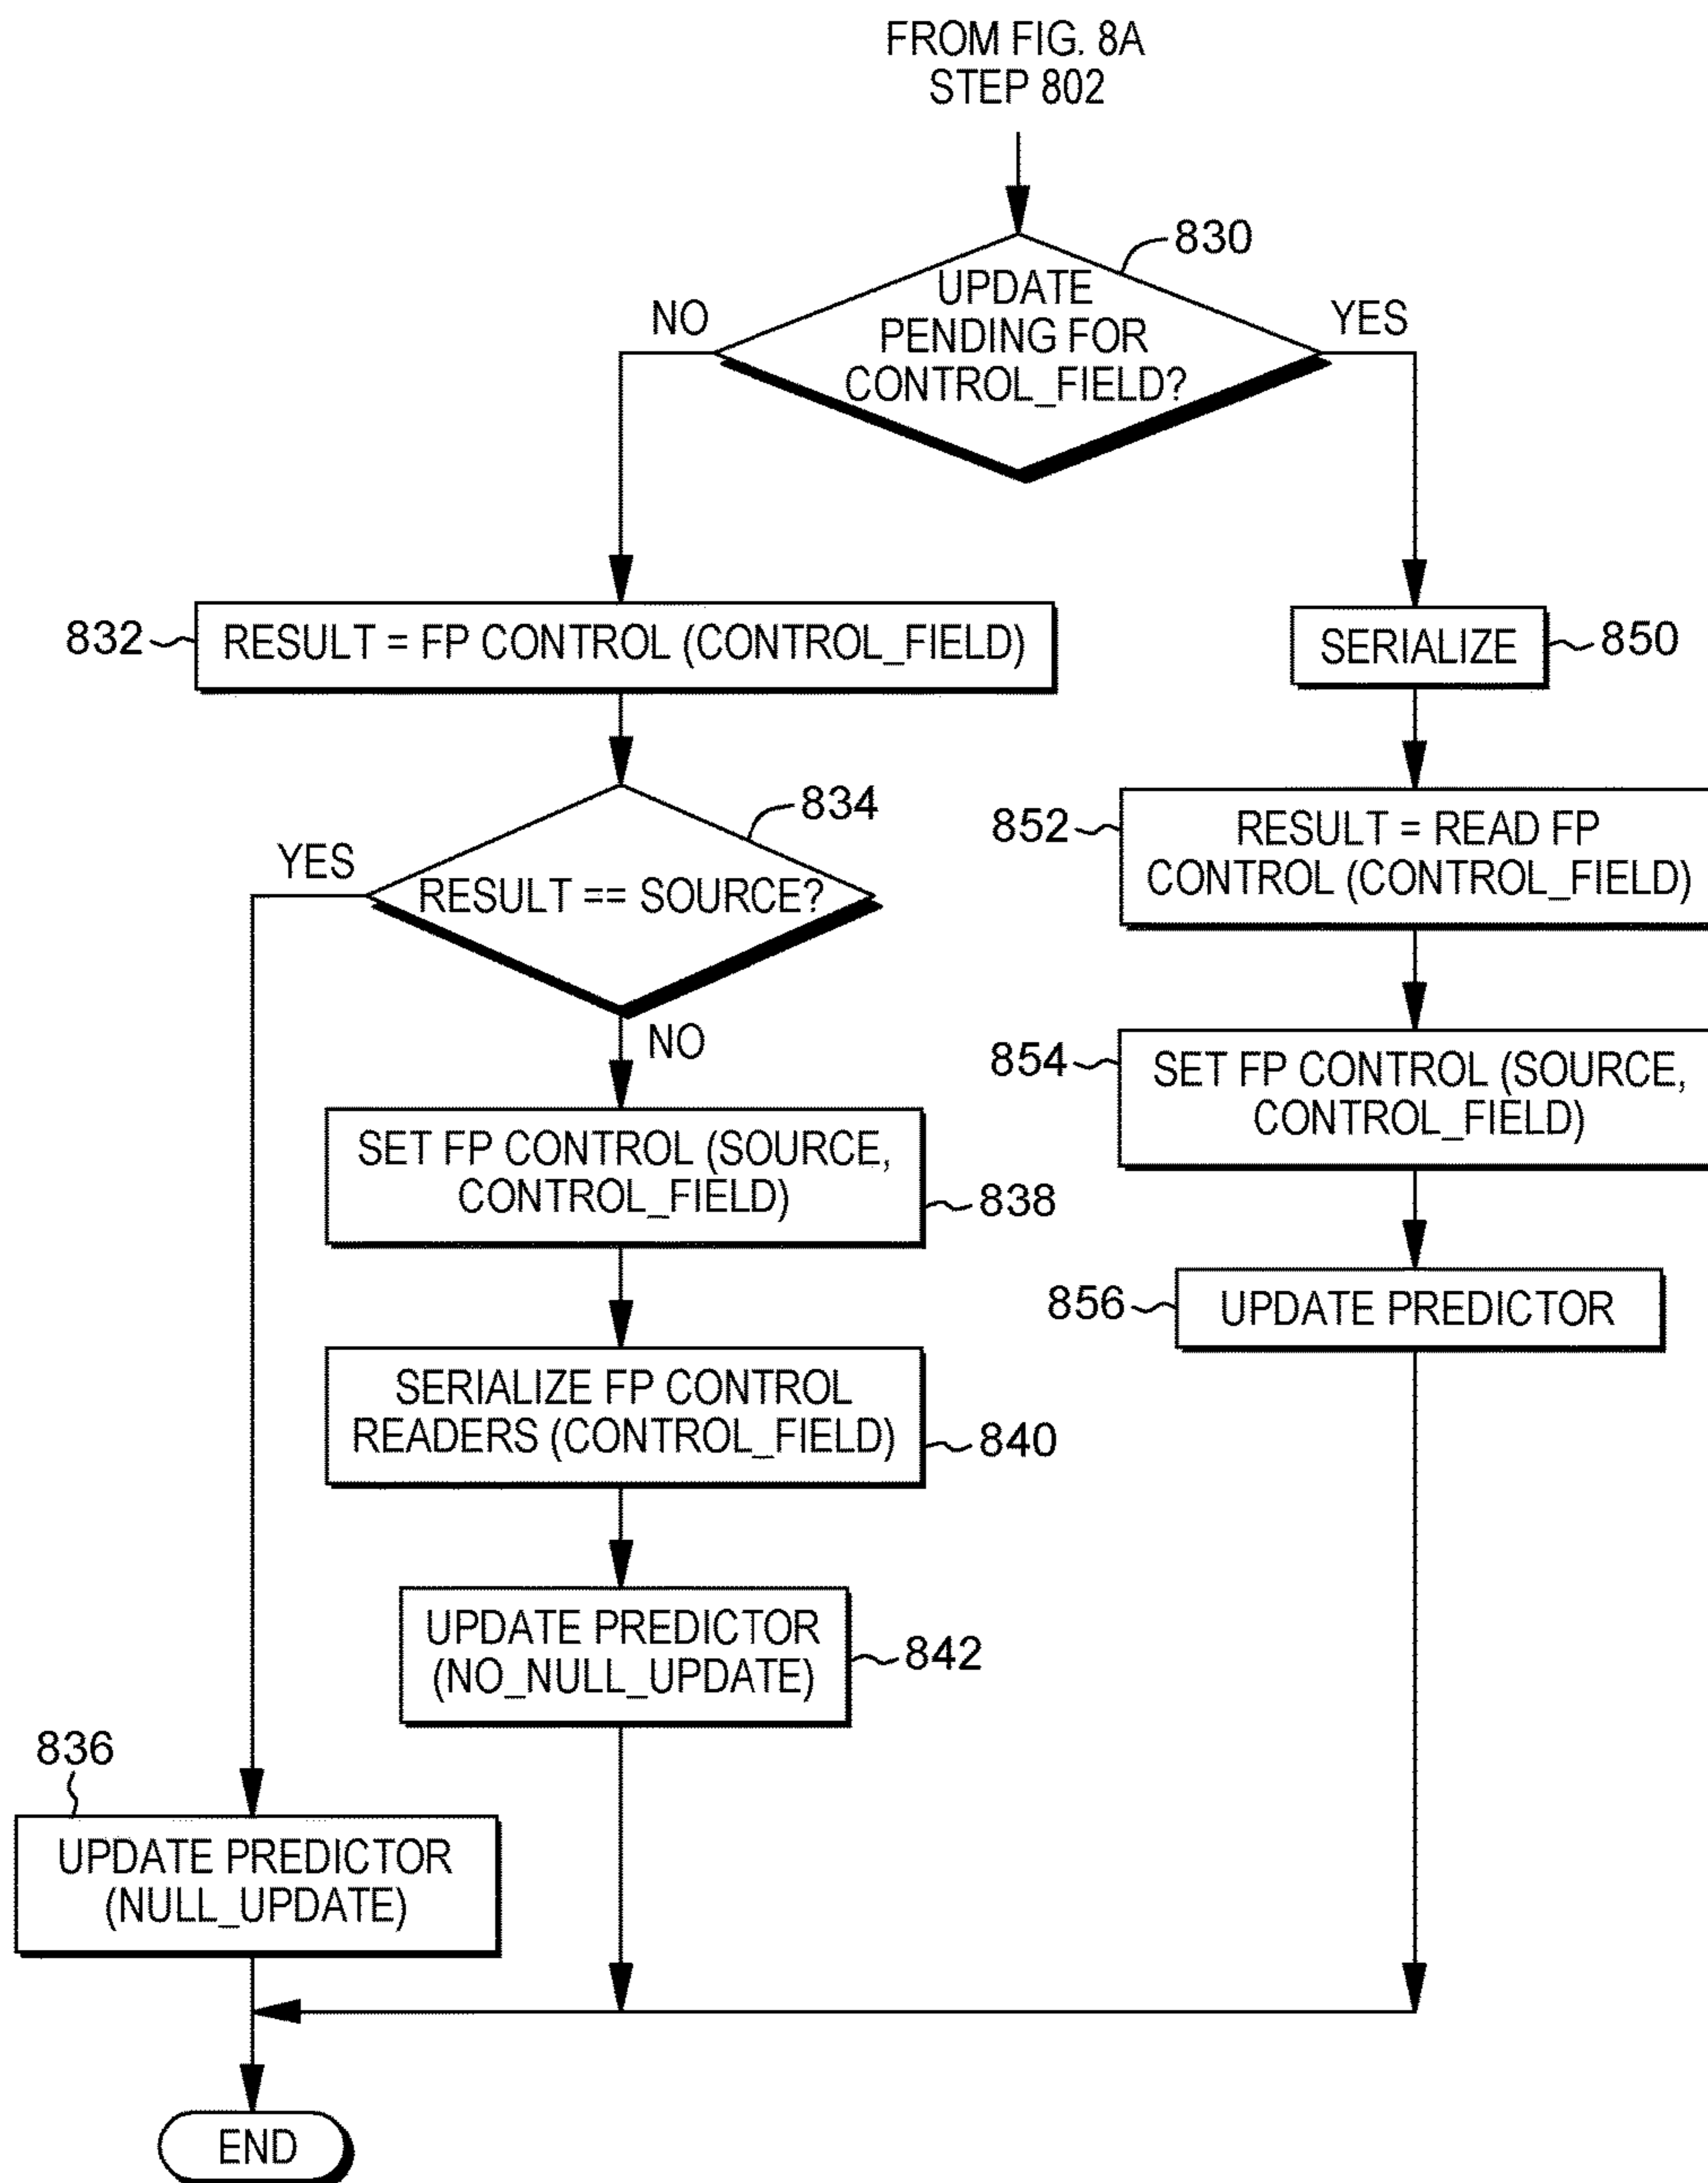 FROM FIG. 8A
STEP 802
830
UPDATE
PENDING FOR
CONTROL_FIELD?
NO
YES
832
RESULT = FP CONTROL (CONTROL_FIELD)
SERIALIZE
850
834
YES
RESULT == SOURCE?
NO
852
RESULT = READ FP
CONTROL (CONTROL_FIELD)
854
SET FP CONTROL (SOURCE,
CONTROL_FIELD)
SET FP CONTROL (SOURCE,
CONTROL_FIELD)
838
856
UPDATE PREDICTOR
SERIALIZE FP CONTROL
READERS (CONTROL_FIELD)
840
UPDATE PREDICTOR
(NO_NULL_UPDATE)
842
836
UPDATE PREDICTOR
(NULL_UPDATE)
END